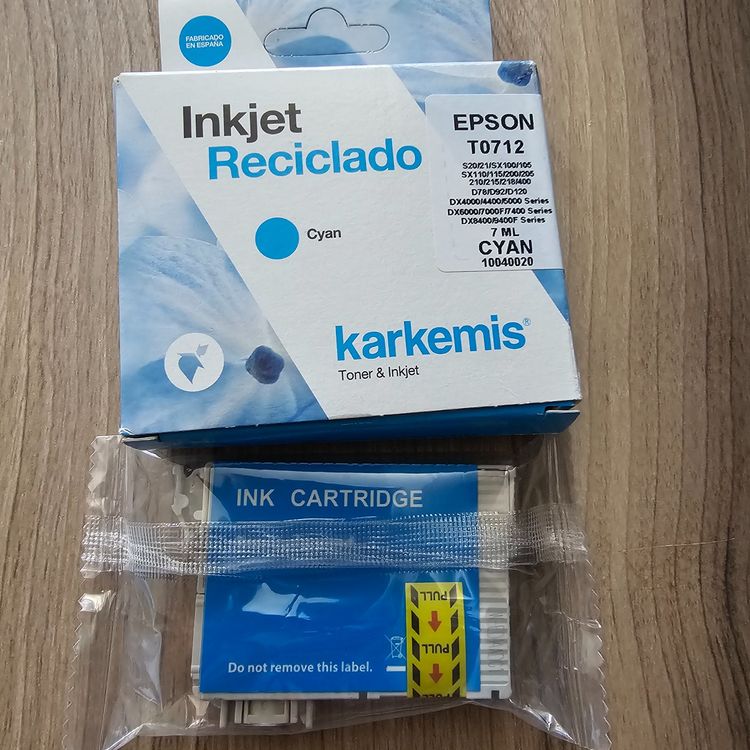 FABRICADO
EN ESPAÑA
Inkjet
Reciclado
Cyan
EPSON
T0712
S20/21/SX100/105
SX110/115/200/205
210/215/218/400
D78/D92/D120
DX4000/4400/5000 Series
DX6000/7000F/7400 Series
DX8400/9400F Series
7 ML
CYAN
10040020
karkemis®
Toner & Inkjet
INK CARTRIDGE
PULL
PULL
PULL
Do not remove this label.